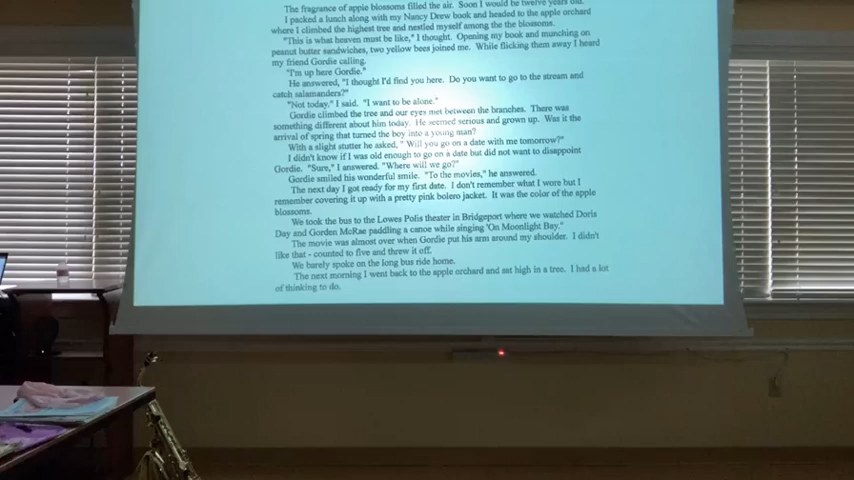 The fragrance of apple blossoms filled the air. Soon I would be twelve years old.
I packed a lunch along with my Nancy Drew book and headed to the apple orchard
where I climbed the highest tree and nestled myself among the the blossoms.
"This is what heaven must be like," I thought. Opening my book and munching on
peanut butter sandwiches, two yellow bees joined me. While flicking them away I heard
my friend Gordie calling.
"I'm up here Gordie."
He answered, "I thought I'd find you here. Do you want to go to the stream and
catch salamanders?"
"Not today." I said. "I want to be alone."
Gordie climbed the tree and our eyes met between the branches. There was
something different about him today. He seemed serious and grown up. Was it the
arrival of spring that turned the boy into a young man?
With a slight stutter he asked, " Will you go on a date with me tomorrow?"
I didn't know if I was old enough to go on a date but did not want to disappoint
Gordie. "Sure," I answered. "Where will we go?"
Gordie smiled his wonderful smile. "To the movies," he answered.
The next day I got ready for my first date. I don't remember what I wore but I
remember covering it up with a pretty pink bolero jacket. It was the color of the apple
blossoms.
We took the bus to the Lowes Polis theater in Bridgeport where we watched Doris
Day and Gorden McRae paddling a canoe while singing 'On Moonlight Bay."
The movie was almost over when Gordie put his arm around my shoulder. I didn't
like that - counted to five and threw it off.
We barely spoke on the long bus ride home.
The next morning I went back to the apple orchard and sat high in a tree. I had a lot
of thinking to do.